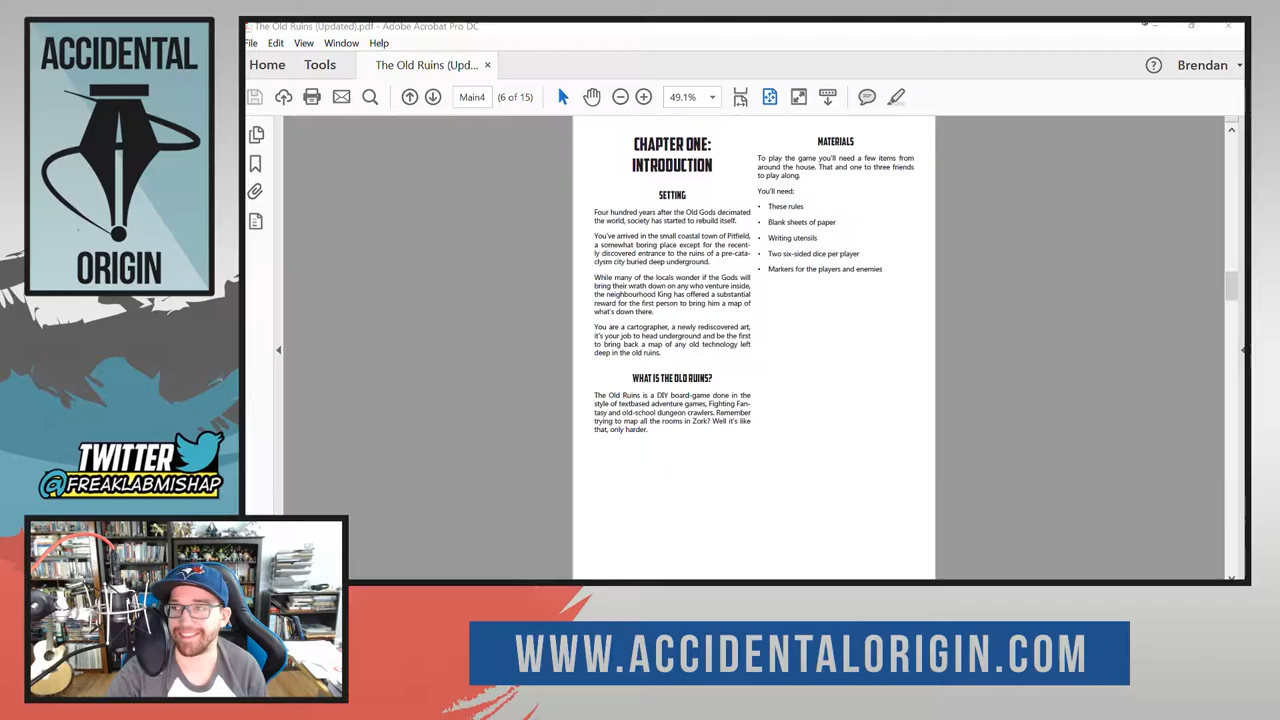 ACCIDENTAL
ORIGIN
The Old Ruins (Updated).pdf - Adobe Acrobat Pro DC
File Edit View Window Help
Home Tools The Old Ruins (Upd... × Brendan
Main4 (6 of 15) 49.1%
CHAPTER ONE:
INTRODUCTION
SETTING
Four hundred years after the Old Gods decimated
the world, society has started to rebuild itself.
You've arrived in the small coastal town of Pitfield,
a somewhat boring place except for the recent-
ly discovered entrance to the ruins of a pre-cata-
clysm city buried deep underground.
While many of the locals wonder if the Gods will
bring their wrath down on any who venture inside,
the neighbourhood King has offered a substantial
reward for the first person to bring him a map of
what's down there.
You are a cartographer, a newly rediscovered art,
it's your job to head underground and be the first
to bring back a map of any old technology left
deep in the old ruins.
WHAT IS THE OLD RUINS?
The Old Ruins is a DIY board-game done in the
style of textbased adventure games, Fighting Fan-
tasy and old-school dungeon crawlers. Remember
trying to map all the rooms in Zork? Well it's like
that, only harder.
MATERIALS
To play the game you'll need a few items from
around the house. That and one to three friends
to play along.
You'll need:
• These rules
• Blank sheets of paper
• Writing utensils
• Two six-sided dice per player
• Markers for the players and enemies
TWITTER
@FREAKLABMISHAP
WWW.ACCIDENTALORIGIN.COM